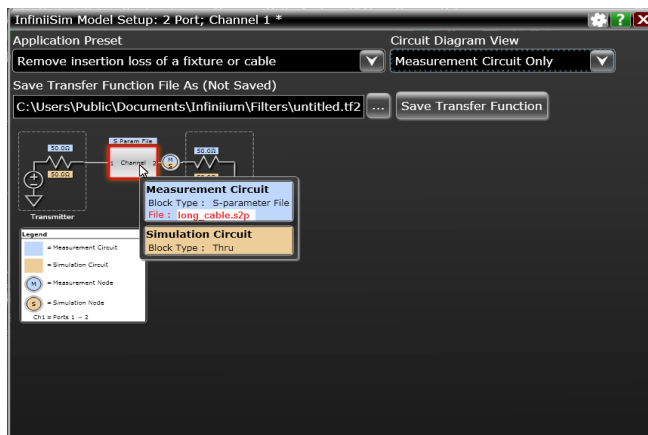 InfiniiSim Model Setup: 2 Port; Channel 1 *
?
X
Application Preset
Circuit Diagram View
Remove insertion loss of a fixture or cable
Measurement Circuit Only
Save Transfer Function File As (Not Saved)
C:\Users\Public\Documents\Infiniium\Filters\untitled.tf2
...
Save Transfer Function
S Param File
50.0Ω
50.0Ω
1 Channel 2
M
S
50.0Ω
Transmitter
Measurement Circuit
Block Type : S-parameter File
File : long_cable.s2p
Simulation Circuit
Block Type : Thru
Legend
= Measurement Circuit
= Simulation Circuit
M = Measurement Node
S = Simulation Node
Ch1 = Ports 1 - 2